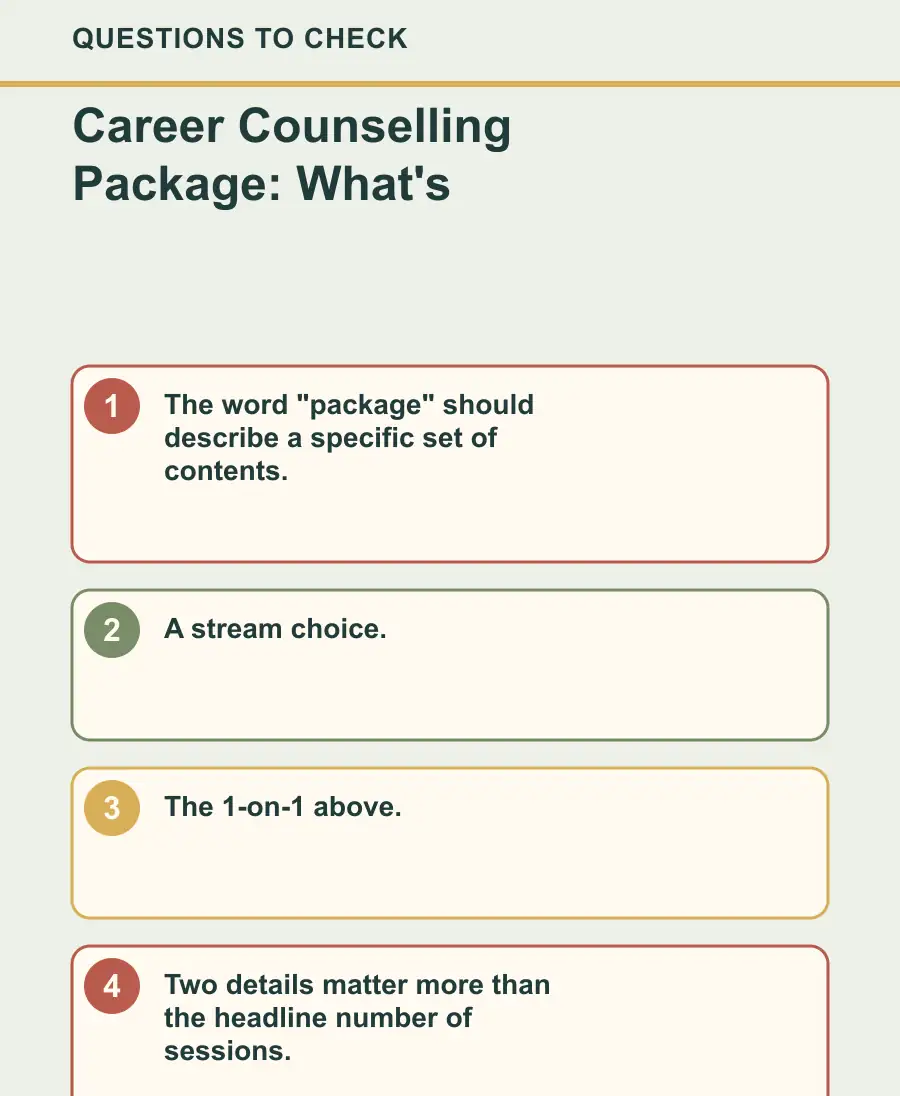 QUESTIONS TO CHECK
Career Counselling
Package: What's
1
The word "package" should
describe a specific set of
contents.
2
A stream choice.
3
The 1-on-1 above.
4
Two details matter more than
the headline number of
sessions.